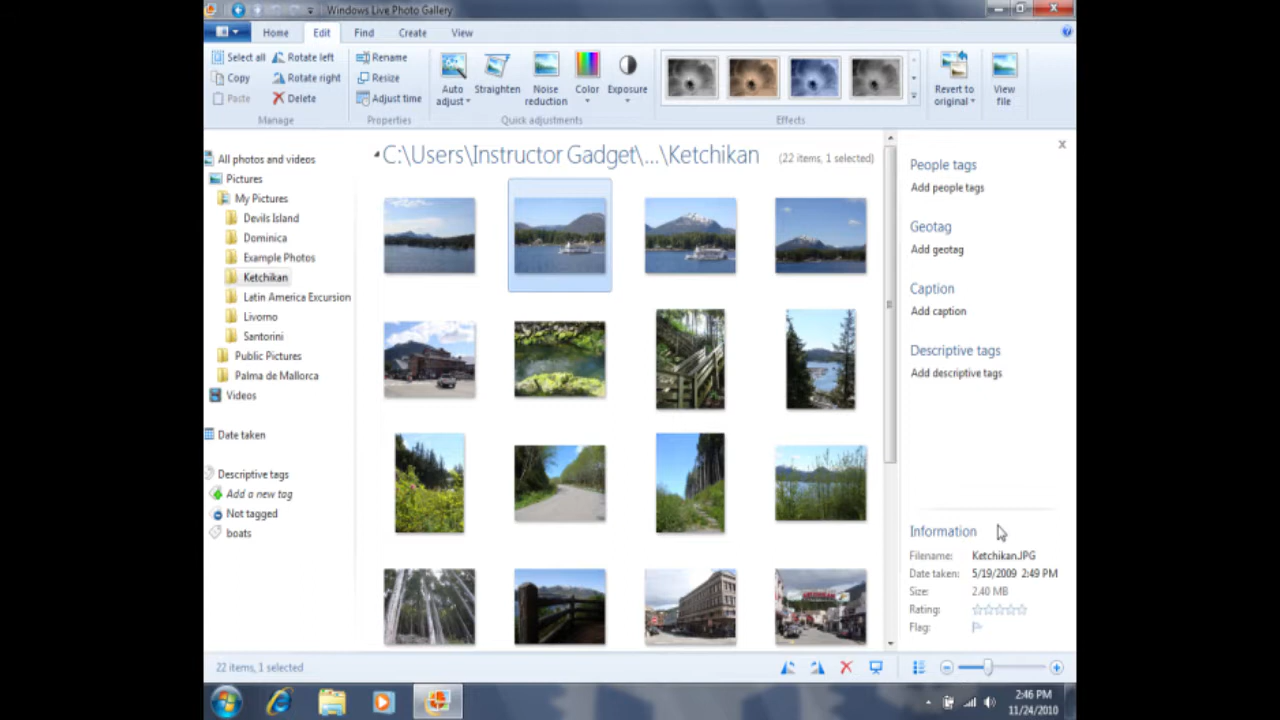 Windows Live Photo Gallery
Home Edit Find Create View
Select all Rotate left Rename
Copy Rotate right Resize
Paste Delete Adjust time
Auto adjust Straighten Noise reduction Color Exposure Revert to original View file
Manage Properties Quick adjustments Effects
All photos and videos
Pictures
My Pictures
Devils Island
Dominica
Example Photos
Ketchikan
Latin America Excursion
Livorno
Santorini
Public Pictures
Palma de Mallorca
Videos
Date taken
Descriptive tags
Add a new tag
Not tagged
boats
C:\Users\Instructor Gadget\...\Ketchikan (22 items, 1 selected)
People tags
Add people tags
Geotag
Add geotag
Caption
Add caption
Descriptive tags
Add descriptive tags
Information
Filename: Ketchikan.JPG
Date taken: 5/19/2009 2:49 PM
Size: 2.40 MB
Rating:
Flag:
22 items, 1 selected
2:46 PM
11/24/2010